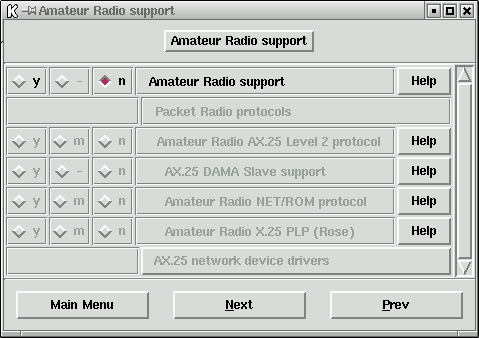 K Amateur Radio support
Amateur Radio support
y - n Amateur Radio support Help
Packet Radio protocols
y m n Amateur Radio AX.25 Level 2 protocol Help
y - n AX.25 DAMA Slave support Help
y m n Amateur Radio NET/ROM protocol Help
y m n Amateur Radio X.25 PLP (Rose) Help
AX.25 network device drivers
Main Menu Next Prev